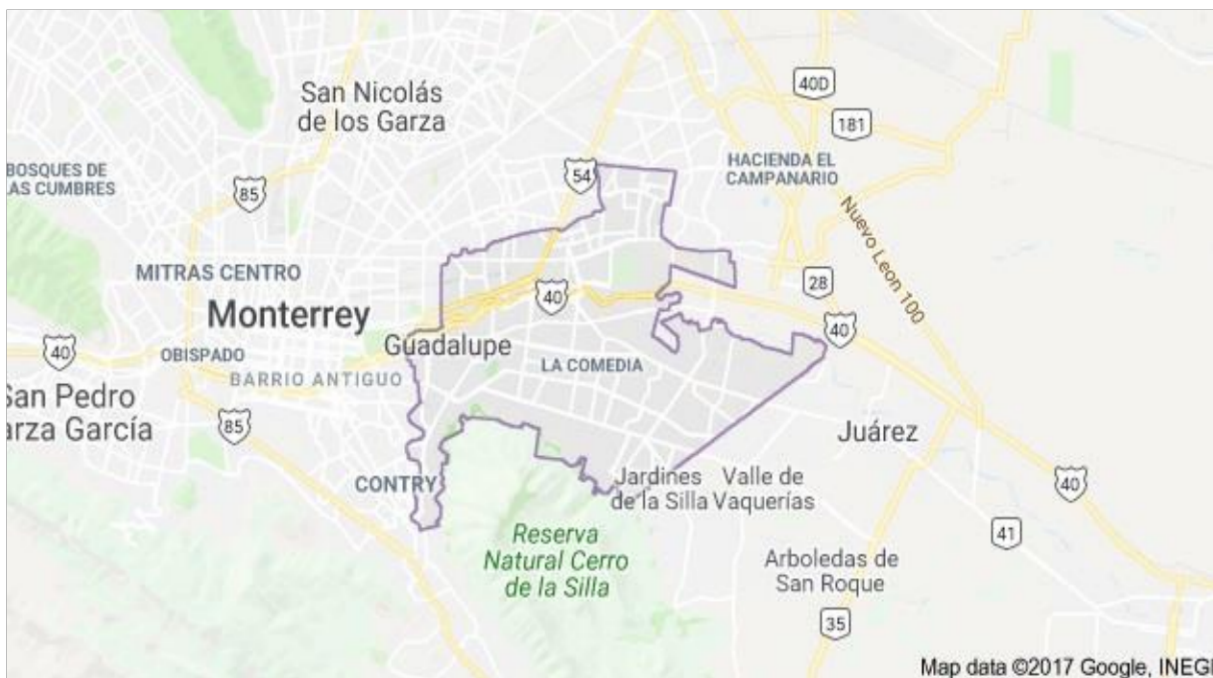 San Nicolás
de los Garza
40D
181
BOSQUES DE
AS CUMBRES
54
HACIENDA EL
CAMPANARIO
85
Nuevo Leon 100
MITRAS CENTRO
28
40
Monterrey
40
Guadalupe
40
OBISPADO
LA COMEDIA
BARRIO ANTIGUO
San Pedro
arza García
85
Juárez
CONTRY
Jardines
de la Silla
Valle de
Vaquerías
40
41
Reserva
Natural Cerro
de la Silla
Arboledas de
San Roque
35
Map data ©2017 Google, INEGI